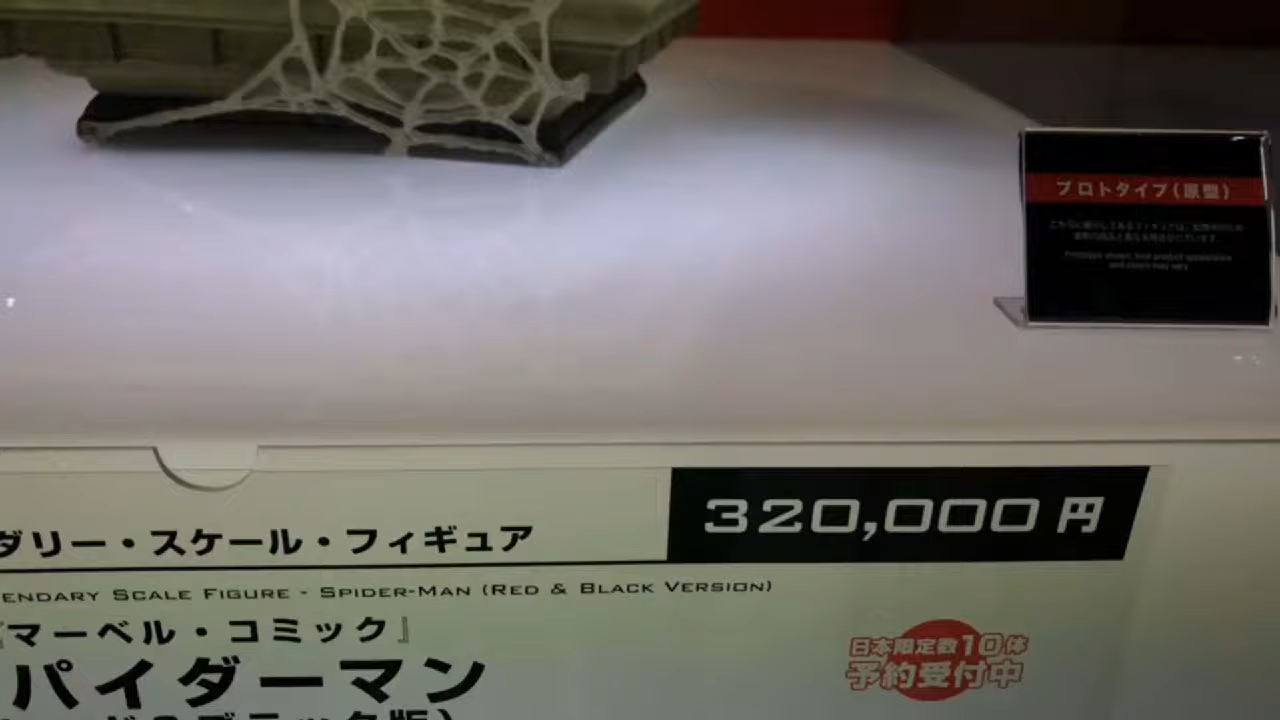 プロトタイプ(原型)
320,000 円
ダリー・スケール・フィギュア
ENDARY SCALE FIGURE - SPIDER-MAN (RED & BLACK VERSION)
『マーベル・コミック』
パイダーマン
日本限定数10体
予約受付中